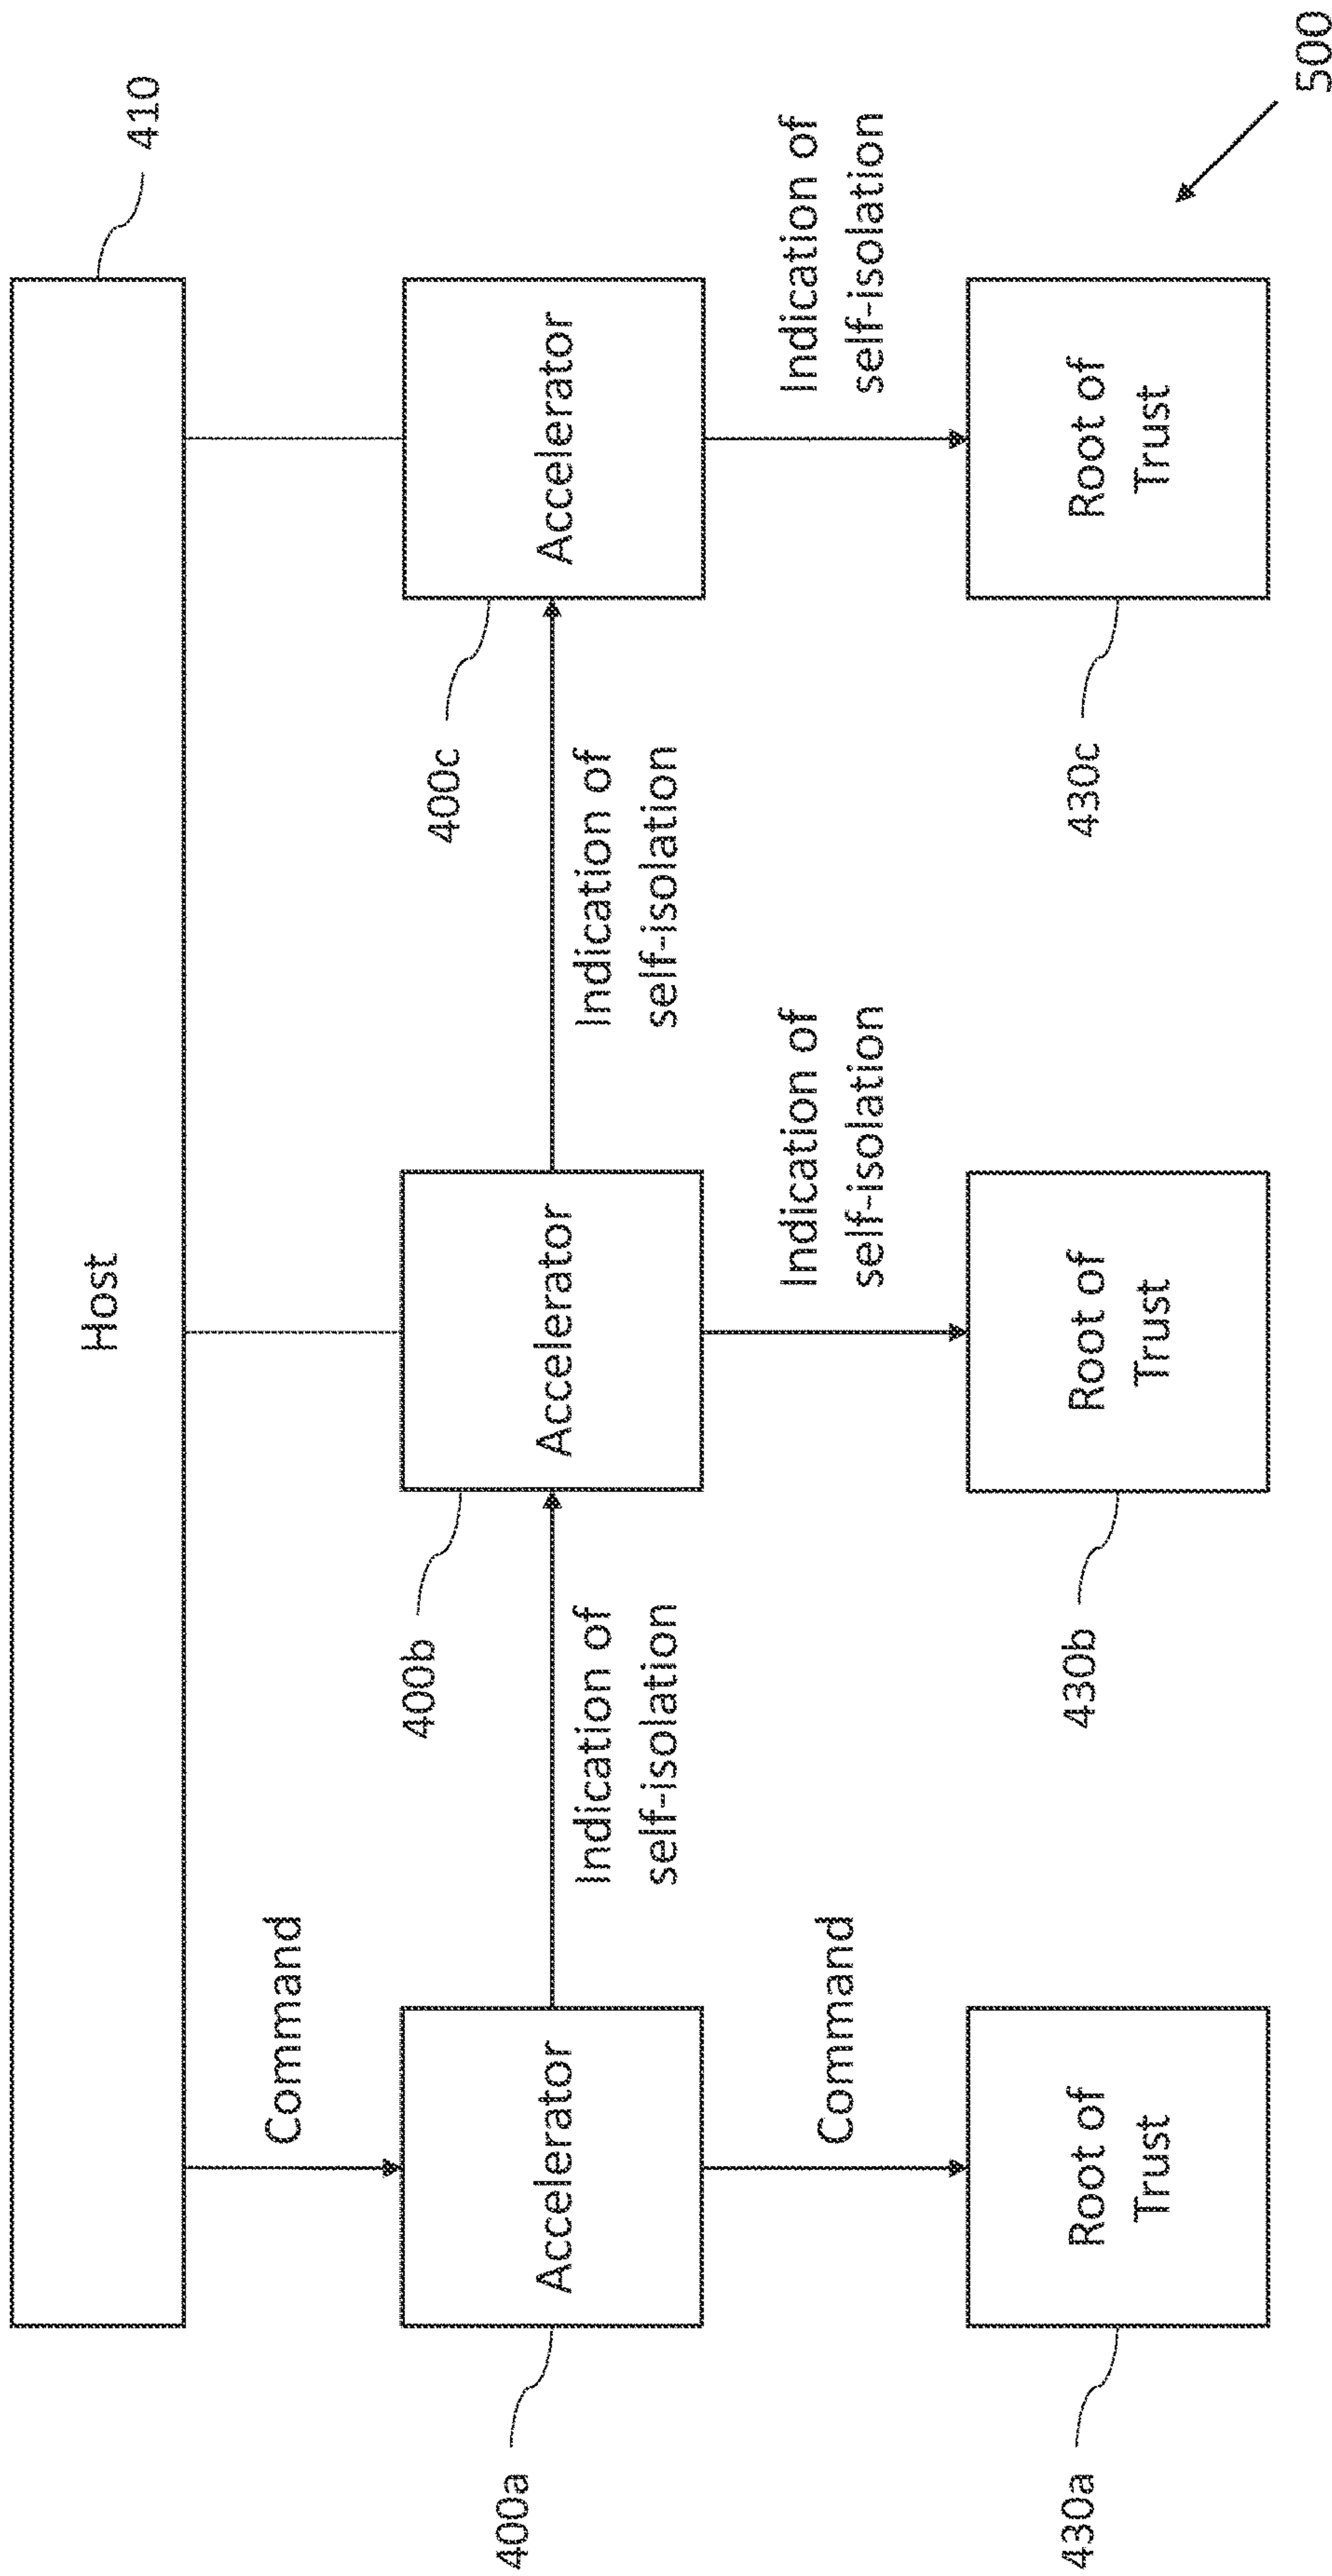 Host
410
Command
Accelerator
400a
Indication of
self-isolation
Accelerator
400b
Indication of
self-isolation
Accelerator
400c
Command
Indication of
self-isolation
Indication of
self-isolation
Root of
Trust
430a
Root of
Trust
430b
Root of
Trust
430c
500